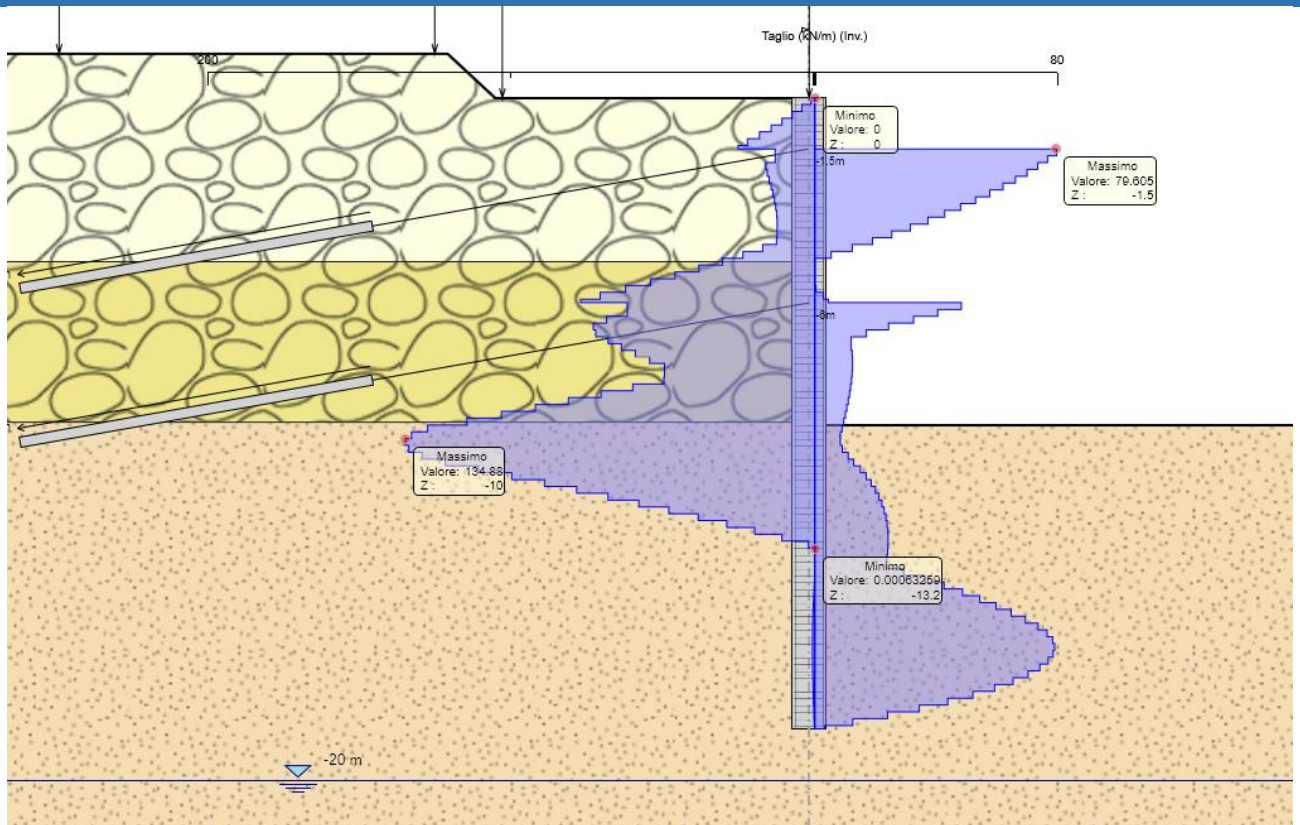 Taglio (kN/m) (Inv.)
200
80
Minimo
Valore: 0
Z : 0
-1.5m
Massimo
Valore: 79.605
Z : -1.5
-6m
Massimo
Valore: 134.88
Z : -10
Minimo
Valore: 0.00063259
Z : -13.2
-20 m